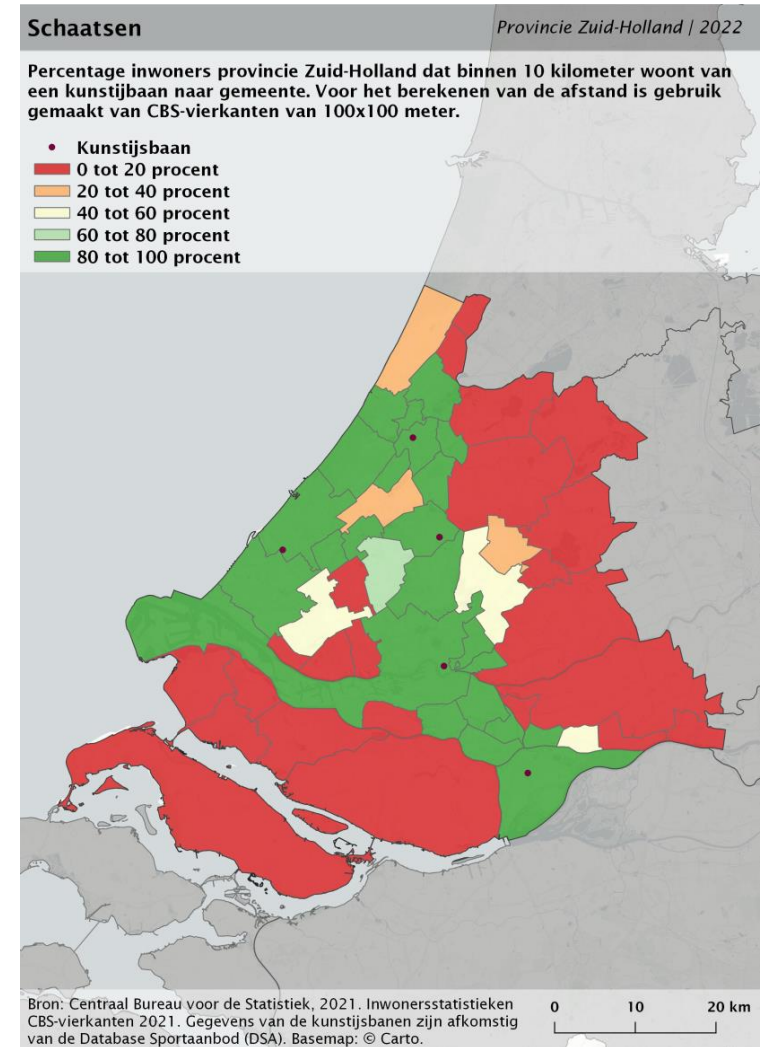 Schaatsen
Provincie Zuid-Holland | 2022
Percentage inwoners provincie Zuid-Holland dat binnen 10 kilometer woont van
een kunstijbaan naar gemeente. Voor het berekenen van de afstand is gebruik
gemaakt van CBS-vierkanten van 100x100 meter.
Kunstijsbaan
0 tot 20 procent
20 tot 40 procent
40 tot 60 procent
60 tot 80 procent
80 tot 100 procent
Bron: Centraal Bureau voor de Statistiek, 2021. Inwonersstatistieken
CBS-vierkanten 2021. Gegevens van de kunstijsbanen zijn afkomstig
van de Database Sportaanbod (DSA). Basemap: © Carto.
0 10 20 km